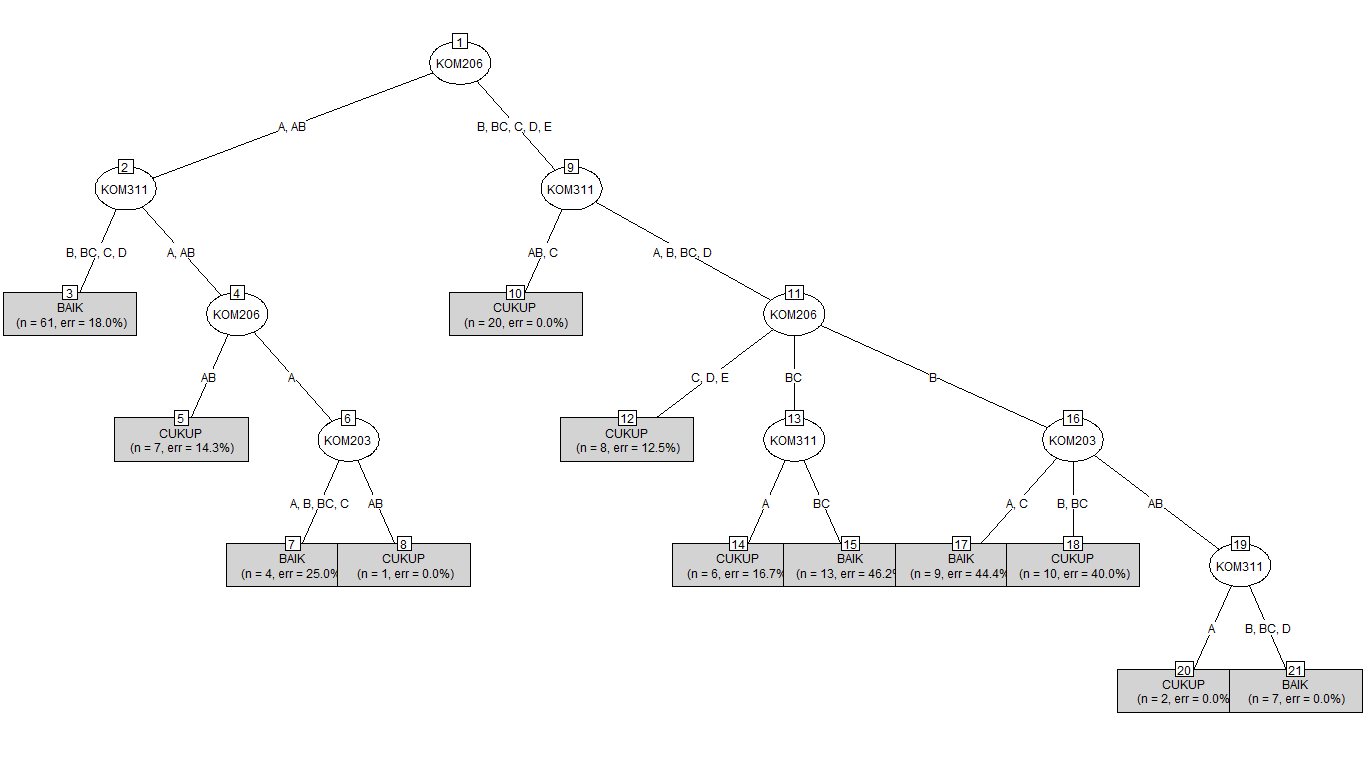 1
KOM206
A, AB
B, BC, C, D, E
2
KOM311
9
KOM311
B, BC, C, D
A, AB
AB, C
A, B, BC, D
3
BAIK
(n = 61, err = 18.0%)
4
KOM206
10
CUKUP
(n = 20, err = 0.0%)
11
KOM206
AB
A
C, D, E
BC
B
5
CUKUP
(n = 7, err = 14.3%)
6
KOM203
12
CUKUP
(n = 8, err = 12.5%)
13
KOM311
16
KOM203
A, B, BC, C
AB
A
BC
A, C
B, BC
AB
7
BAIK
(n = 4, err = 25.0%
8
CUKUP
(n = 1, err = 0.0%)
14
CUKUP
(n = 6, err = 16.7%
15
BAIK
(n = 13, err = 46.2%
17
BAIK
(n = 9, err = 44.4%
18
CUKUP
(n = 10, err = 40.0%)
19
KOM311
A
B, BC, D
20
CUKUP
(n = 2, err = 0.0%
21
BAIK
(n = 7, err = 0.0%)